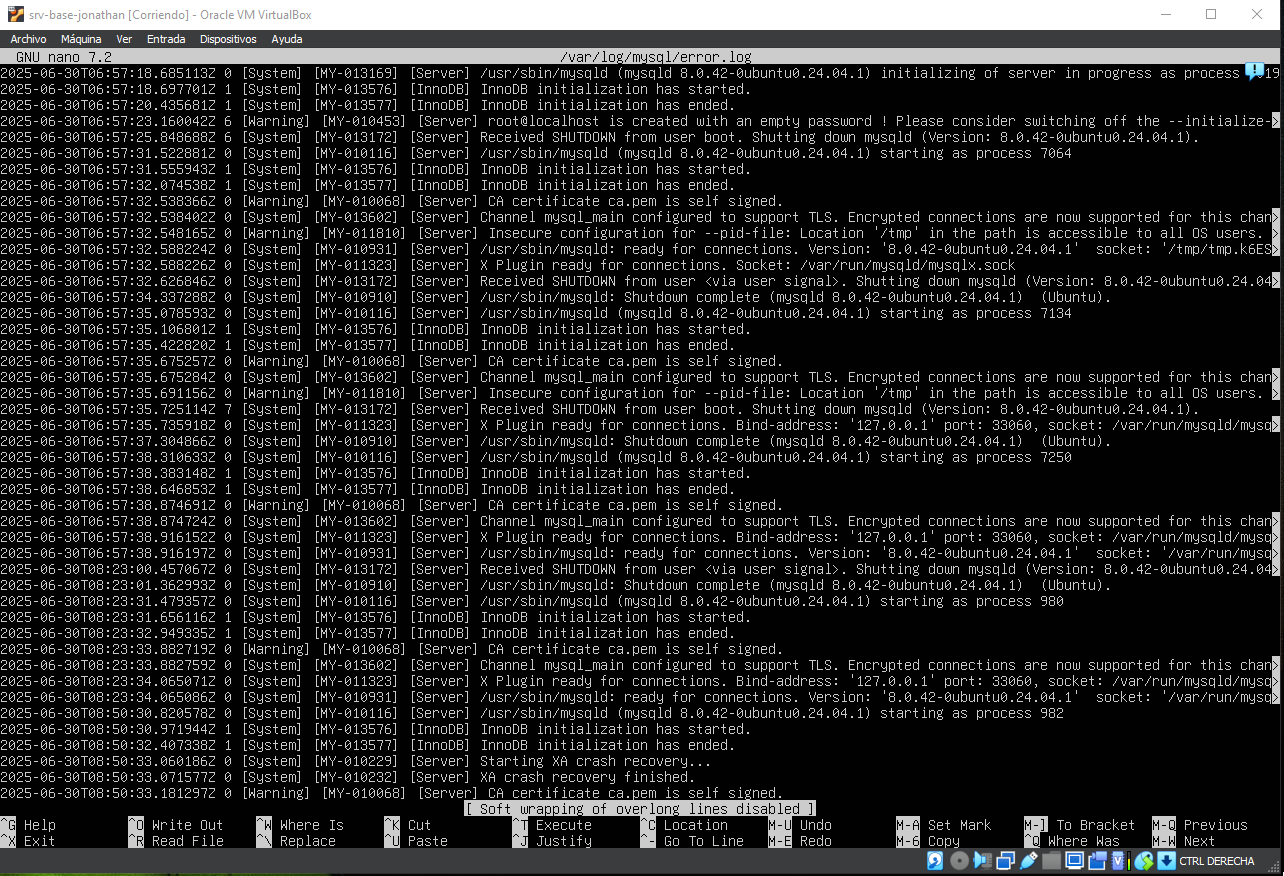 srv-base-jonathan [Corriendo] - Oracle VM VirtualBox
Archivo Máquina Ver Entrada Dispositivos Ayuda
GNU nano 7.2 /var/log/mysql/error.log
2025-06-30T06:57:18.685113Z 0 [System] [MY-013169] [Server] /usr/sbin/mysqld (mysqld 8.0.42-0ubuntu0.24.04.1) initializing of server in progress as process
2025-06-30T06:57:18.697701Z 1 [System] [MY-013576] [InnoDB] InnoDB initialization has started.
2025-06-30T06:57:20.435681Z 1 [System] [MY-013577] [InnoDB] InnoDB initialization has ended.
2025-06-30T06:57:23.160042Z 6 [Warning] [MY-010453] [Server] root@localhost is created with an empty password ! Please consider switching off the --initialize->
2025-06-30T06:57:25.848688Z 6 [System] [MY-013172] [Server] Received SHUTDOWN from user boot. Shutting down mysqld (Version: 8.0.42-0ubuntu0.24.04.1).
2025-06-30T06:57:31.522881Z 0 [System] [MY-010116] [Server] /usr/sbin/mysqld (mysqld 8.0.42-0ubuntu0.24.04.1) starting as process 7064
2025-06-30T06:57:31.555943Z 1 [System] [MY-013576] [InnoDB] InnoDB initialization has started.
2025-06-30T06:57:32.074538Z 1 [System] [MY-013577] [InnoDB] InnoDB initialization has ended.
2025-06-30T06:57:32.538366Z 0 [Warning] [MY-010068] [Server] CA certificate ca.pem is self signed.
2025-06-30T06:57:32.538402Z 0 [System] [MY-013602] [Server] Channel mysql_main configured to support TLS. Encrypted connections are now supported for this chan>
2025-06-30T06:57:32.548165Z 0 [Warning] [MY-011810] [Server] Insecure configuration for --pid-file: Location '/tmp' in the path is accessible to all OS users. >
2025-06-30T06:57:32.588224Z 0 [System] [MY-010931] [Server] /usr/sbin/mysqld: ready for connections. Version: '8.0.42-0ubuntu0.24.04.1' socket: '/tmp/tmp.k6ES>
2025-06-30T06:57:32.588226Z 0 [System] [MY-011323] [Server] X Plugin ready for connections. Socket: /var/run/mysqld/mysqlx.sock
2025-06-30T06:57:32.626846Z 0 [System] [MY-013172] [Server] Received SHUTDOWN from user <via user signal>. Shutting down mysqld (Version: 8.0.42-0ubuntu0.24.04>
2025-06-30T06:57:34.337288Z 0 [System] [MY-010910] [Server] /usr/sbin/mysqld: Shutdown complete (mysqld 8.0.42-0ubuntu0.24.04.1) (Ubuntu).
2025-06-30T06:57:35.078593Z 0 [System] [MY-010116] [Server] /usr/sbin/mysqld (mysqld 8.0.42-0ubuntu0.24.04.1) starting as process 7134
2025-06-30T06:57:35.106801Z 1 [System] [MY-013576] [InnoDB] InnoDB initialization has started.
2025-06-30T06:57:35.422820Z 1 [System] [MY-013577] [InnoDB] InnoDB initialization has ended.
2025-06-30T06:57:35.675257Z 0 [Warning] [MY-010068] [Server] CA certificate ca.pem is self signed.
2025-06-30T06:57:35.675284Z 0 [System] [MY-013602] [Server] Channel mysql_main configured to support TLS. Encrypted connections are now supported for this chan>
2025-06-30T06:57:35.691156Z 0 [Warning] [MY-011810] [Server] Insecure configuration for --pid-file: Location '/tmp' in the path is accessible to all OS users. >
2025-06-30T06:57:35.725114Z 7 [System] [MY-013172] [Server] Received SHUTDOWN from user boot. Shutting down mysqld (Version: 8.0.42-0ubuntu0.24.04.1).
2025-06-30T06:57:35.735918Z 0 [System] [MY-011323] [Server] X Plugin ready for connections. Bind-address: '127.0.0.1' port: 33060, socket: /var/run/mysqld/mysq>
2025-06-30T06:57:37.304866Z 0 [System] [MY-010910] [Server] /usr/sbin/mysqld: Shutdown complete (mysqld 8.0.42-0ubuntu0.24.04.1) (Ubuntu).
2025-06-30T06:57:38.310633Z 0 [System] [MY-010116] [Server] /usr/sbin/mysqld (mysqld 8.0.42-0ubuntu0.24.04.1) starting as process 7250
2025-06-30T06:57:38.383148Z 1 [System] [MY-013576] [InnoDB] InnoDB initialization has started.
2025-06-30T06:57:38.646853Z 1 [System] [MY-013577] [InnoDB] InnoDB initialization has ended.
2025-06-30T06:57:38.874691Z 0 [Warning] [MY-010068] [Server] CA certificate ca.pem is self signed.
2025-06-30T06:57:38.874724Z 0 [System] [MY-013602] [Server] Channel mysql_main configured to support TLS. Encrypted connections are now supported for this chan>
2025-06-30T06:57:38.916152Z 0 [System] [MY-011323] [Server] X Plugin ready for connections. Bind-address: '127.0.0.1' port: 33060, socket: /var/run/mysqld/mysq>
2025-06-30T06:57:38.916197Z 0 [System] [MY-010931] [Server] /usr/sbin/mysqld: ready for connections. Version: '8.0.42-0ubuntu0.24.04.1' socket: '/var/run/mysq>
2025-06-30T08:23:00.457067Z 0 [System] [MY-013172] [Server] Received SHUTDOWN from user <via user signal>. Shutting down mysqld (Version: 8.0.42-0ubuntu0.24.04>
2025-06-30T08:23:01.362993Z 0 [System] [MY-010910] [Server] /usr/sbin/mysqld: Shutdown complete (mysqld 8.0.42-0ubuntu0.24.04.1) (Ubuntu).
2025-06-30T08:23:31.479357Z 0 [System] [MY-010116] [Server] /usr/sbin/mysqld (mysqld 8.0.42-0ubuntu0.24.04.1) starting as process 980
2025-06-30T08:23:31.656116Z 1 [System] [MY-013576] [InnoDB] InnoDB initialization has started.
2025-06-30T08:23:32.949335Z 1 [System] [MY-013577] [InnoDB] InnoDB initialization has ended.
2025-06-30T08:23:33.882719Z 0 [Warning] [MY-010068] [Server] CA certificate ca.pem is self signed.
2025-06-30T08:23:33.882759Z 0 [System] [MY-013602] [Server] Channel mysql_main configured to support TLS. Encrypted connections are now supported for this chan>
2025-06-30T08:23:34.065071Z 0 [System] [MY-011323] [Server] X Plugin ready for connections. Bind-address: '127.0.0.1' port: 33060, socket: /var/run/mysqld/mysq>
2025-06-30T08:23:34.065086Z 0 [System] [MY-010931] [Server] /usr/sbin/mysqld: ready for connections. Version: '8.0.42-0ubuntu0.24.04.1' socket: '/var/run/mysq>
2025-06-30T08:50:30.820578Z 0 [System] [MY-010116] [Server] /usr/sbin/mysqld (mysqld 8.0.42-0ubuntu0.24.04.1) starting as process 982
2025-06-30T08:50:30.971944Z 1 [System] [MY-013576] [InnoDB] InnoDB initialization has started.
2025-06-30T08:50:32.407338Z 1 [System] [MY-013577] [InnoDB] InnoDB initialization has ended.
2025-06-30T08:50:33.060186Z 0 [System] [MY-010229] [Server] Starting XA crash recovery...
2025-06-30T08:50:33.071577Z 0 [System] [MY-010232] [Server] XA crash recovery finished.
2025-06-30T08:50:33.181297Z 0 [Warning] [MY-010068] [Server] CA certificate ca.pem is self signed.
[ Soft wrapping of overlong lines disabled ]
^G Help ^O Write Out ^W Where Is ^K Cut ^T Execute ^C Location M-U Undo M-A Set Mark M-] To Bracket M-Q Previous
^X Exit ^R Read File ^\ Replace ^U Paste ^J Justify ^- Go To Line M-E Redo M-6 Copy ^Q Where Was M-W Next
CTRL DERECHA